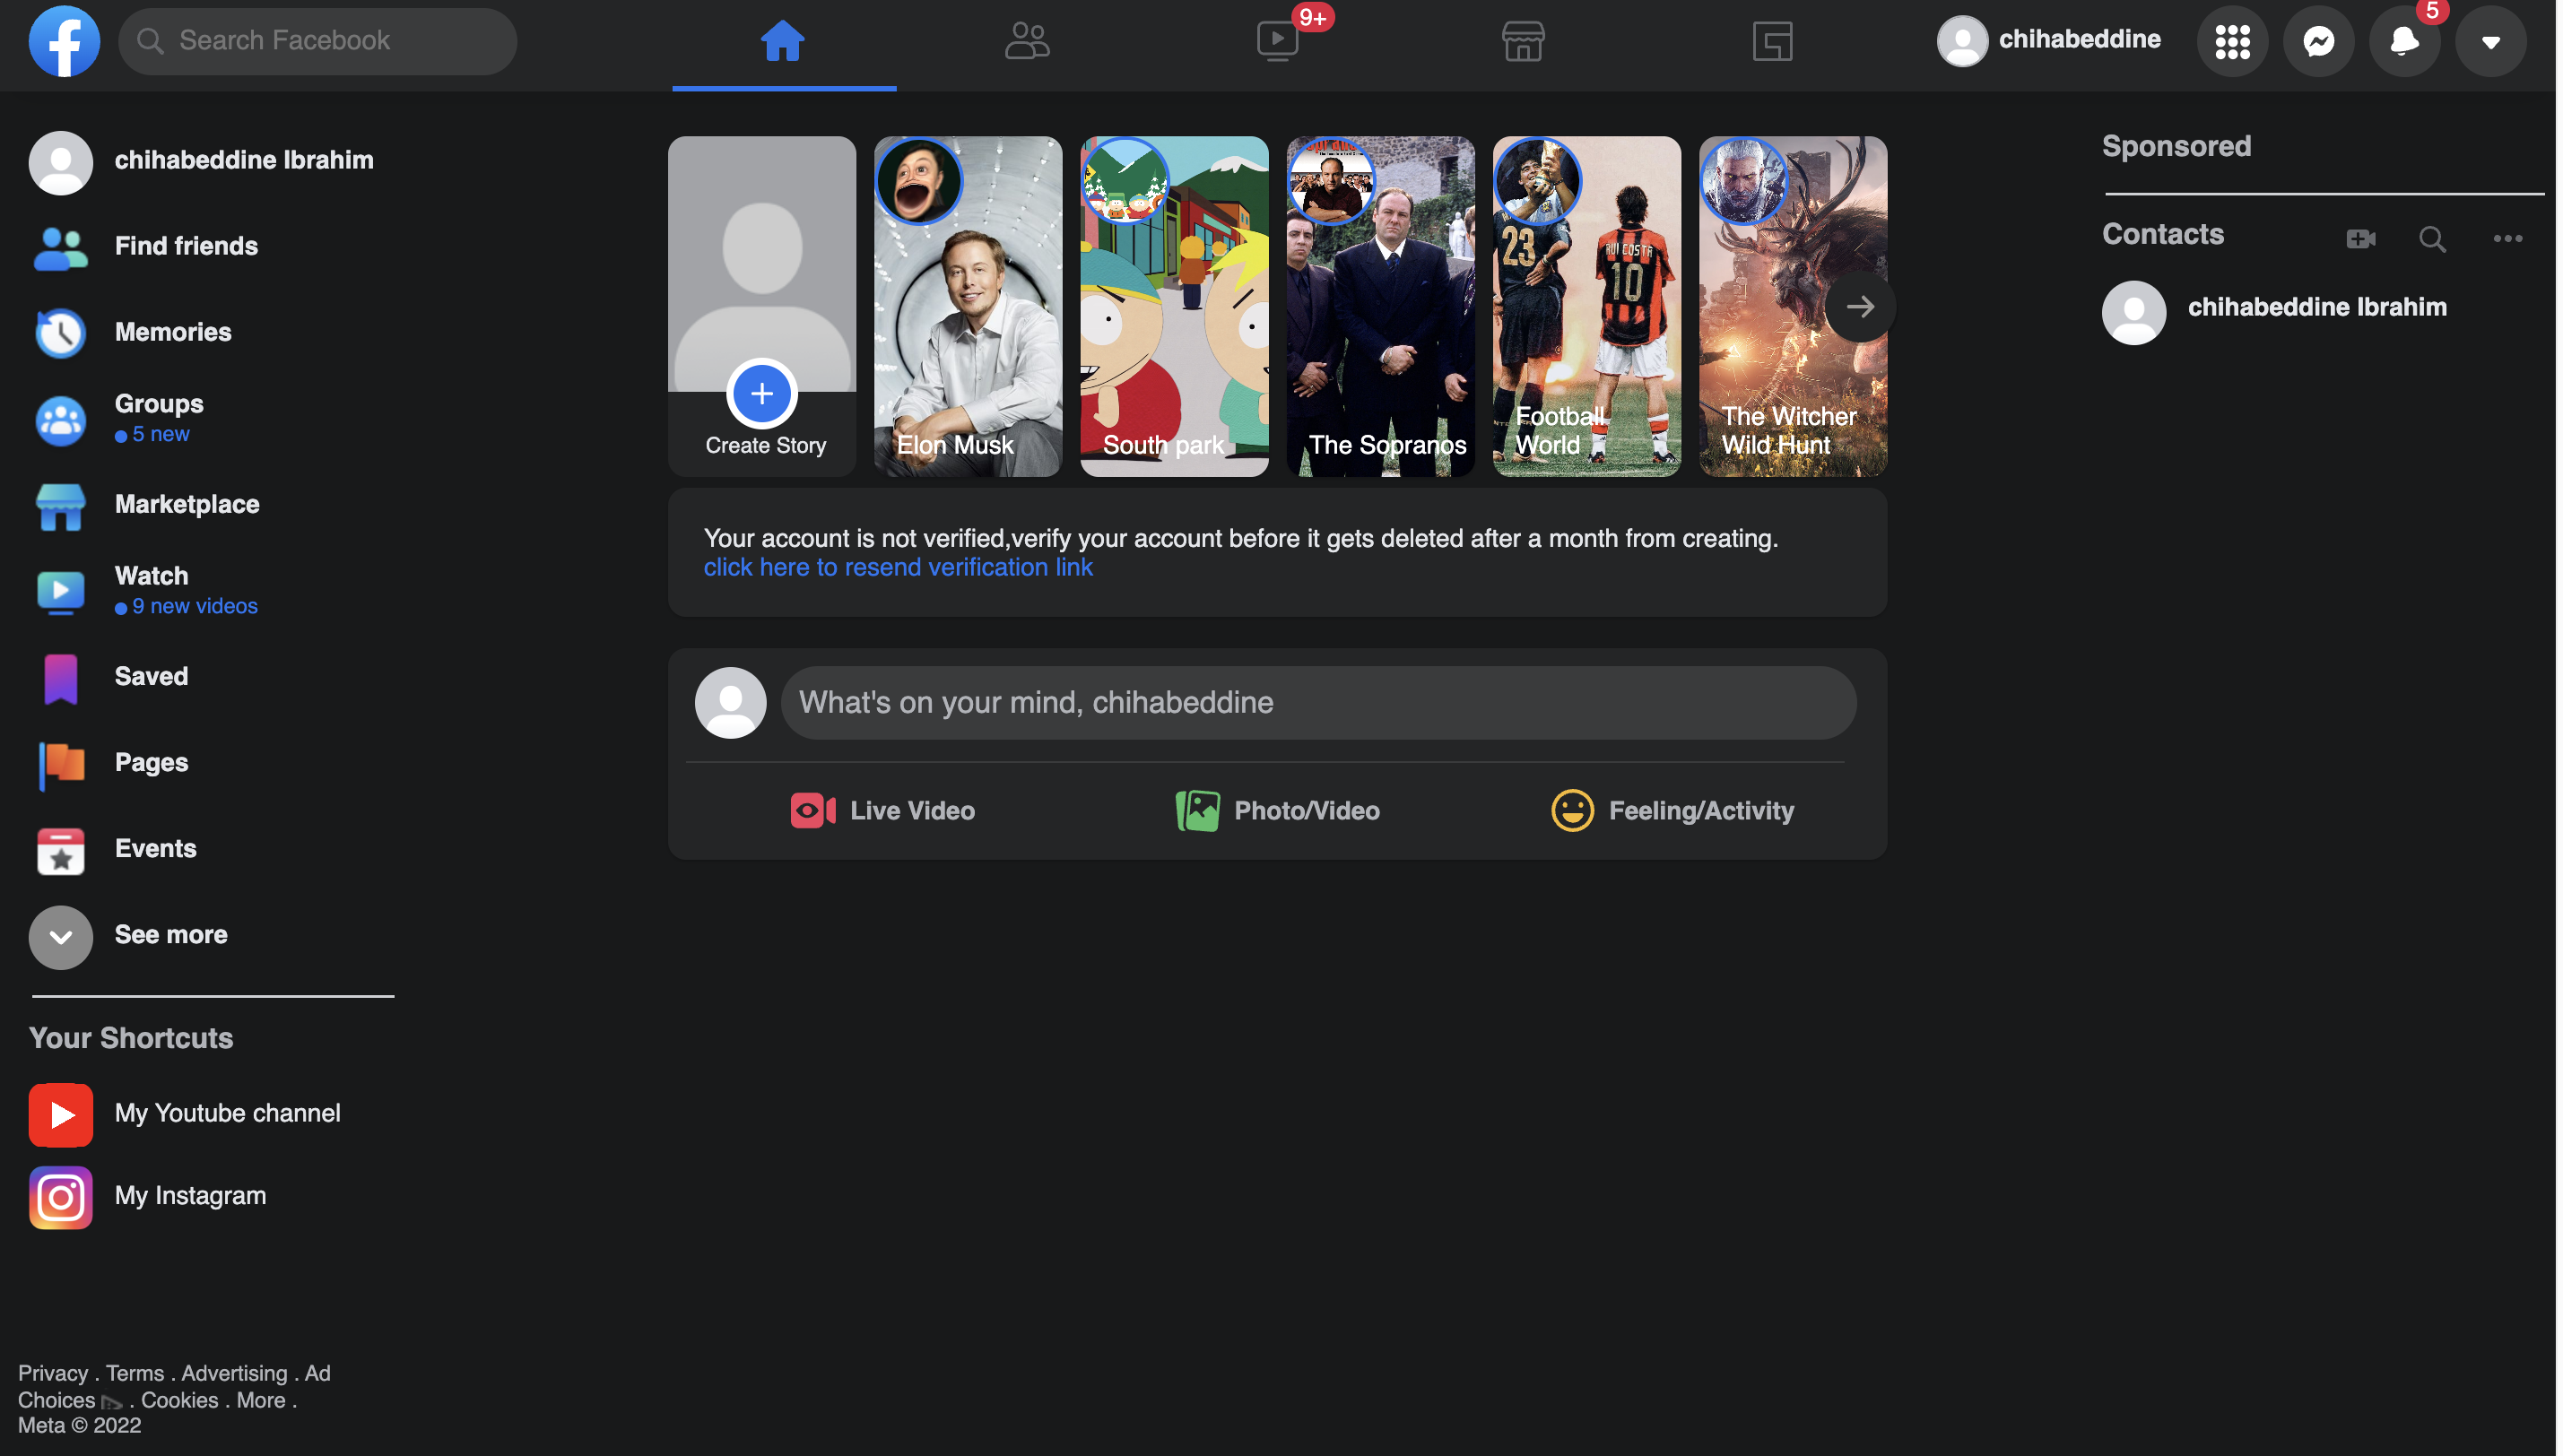 Search Facebook
9+
chihabeddine
5
chihabeddine Ibrahim
Find friends
Memories
Groups
5 new
Marketplace
Watch
9 new videos
Saved
Pages
Events
See more
Your Shortcuts
My Youtube channel
My Instagram
Privacy . Terms . Advertising . Ad
Choices . Cookies . More .
Meta © 2022
Create Story
Elon Musk
South park
The Sopranos
23
RUI COSTA
10
Football
World
The Witcher
Wild Hunt
Your account is not verified,verify your account before it gets deleted after a month from creating.
click here to resend verification link
What's on your mind, chihabeddine
Live Video
Photo/Video
Feeling/Activity
Sponsored
Contacts
chihabeddine Ibrahim